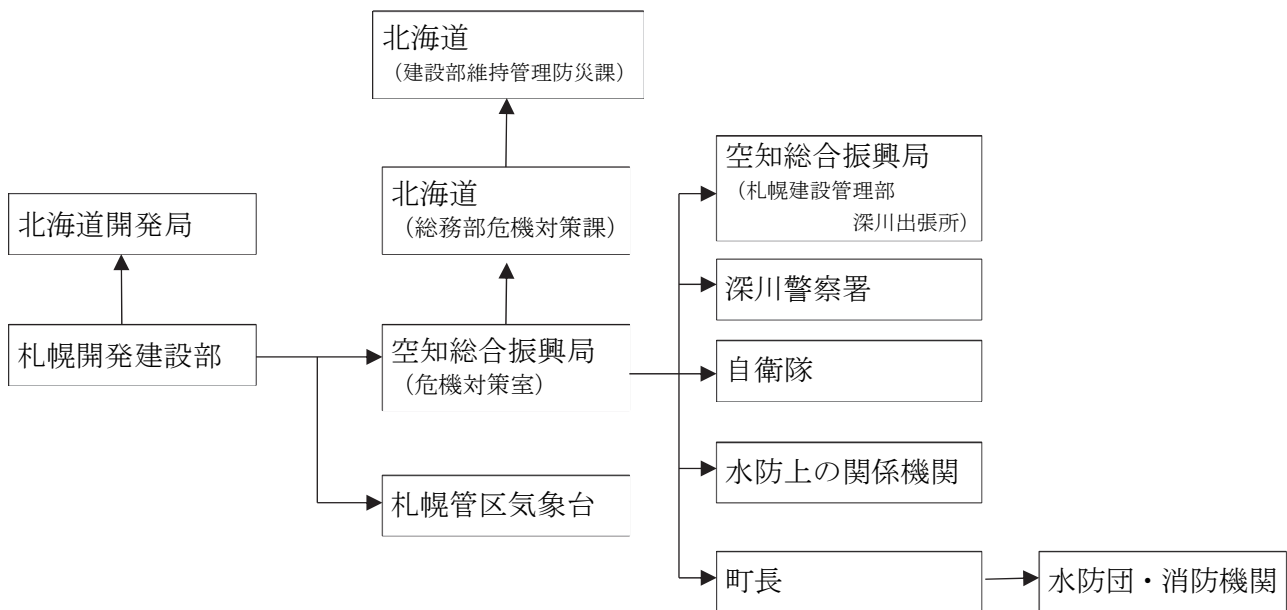 北海道
（建設部維持管理防災課）
北海道
（総務部危機対策課）
北海道開発局
札幌開発建設部
空知総合振興局
（危機対策室）
札幌管区気象台
空知総合振興局
（札幌建設管理部
深川出張所）
深川警察署
自衛隊
水防上の関係機関
町長
水防団・消防機関